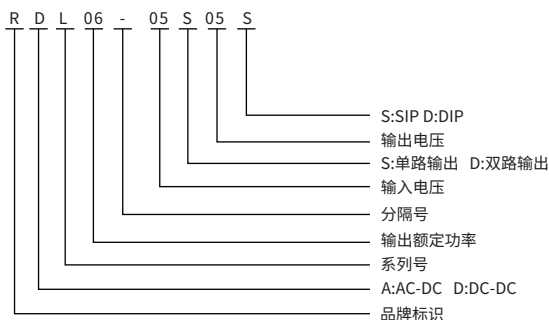 R D L 06 - 05 S 05 S
S:SIP D:DIP
输出电压
S:单路输出 D:双路输出
输入电压
分隔号
输出额定功率
系列号
A:AC-DC D:DC-DC
品牌标识